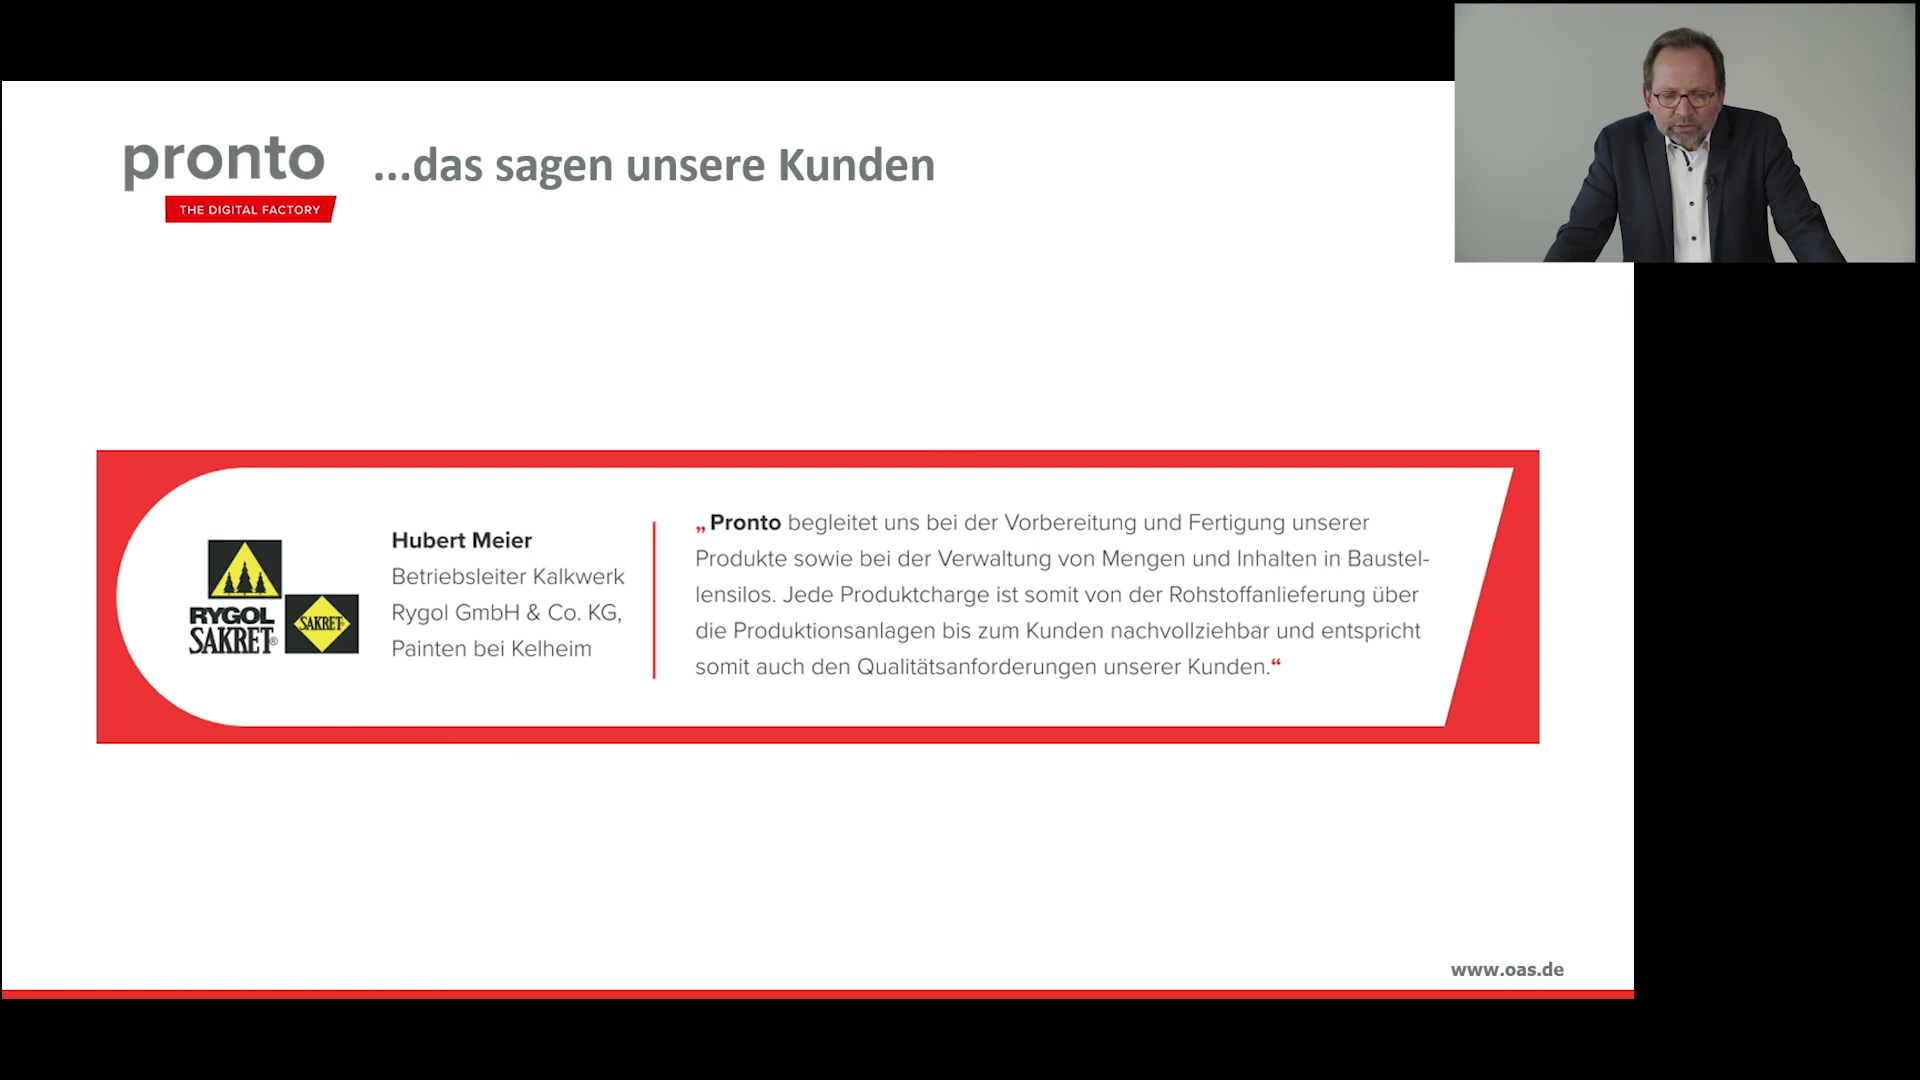 pronto
THE DIGITAL FACTORY
...das sagen unsere Kunden
RYGOL
SAKRET®
SAKRET®
Hubert Meier
Betriebsleiter Kalkwerk
Rygol GmbH & Co. KG,
Painten bei Kelheim
„Pronto begleitet uns bei der Vorbereitung und Fertigung unserer
Produkte sowie bei der Verwaltung von Mengen und Inhalten in Baustel-
lensilos. Jede Produktcharge ist somit von der Rohstoffanlieferung über
die Produktionsanlagen bis zum Kunden nachvollziehbar und entspricht
somit auch den Qualitätsanforderungen unserer Kunden.“
www.oas.de